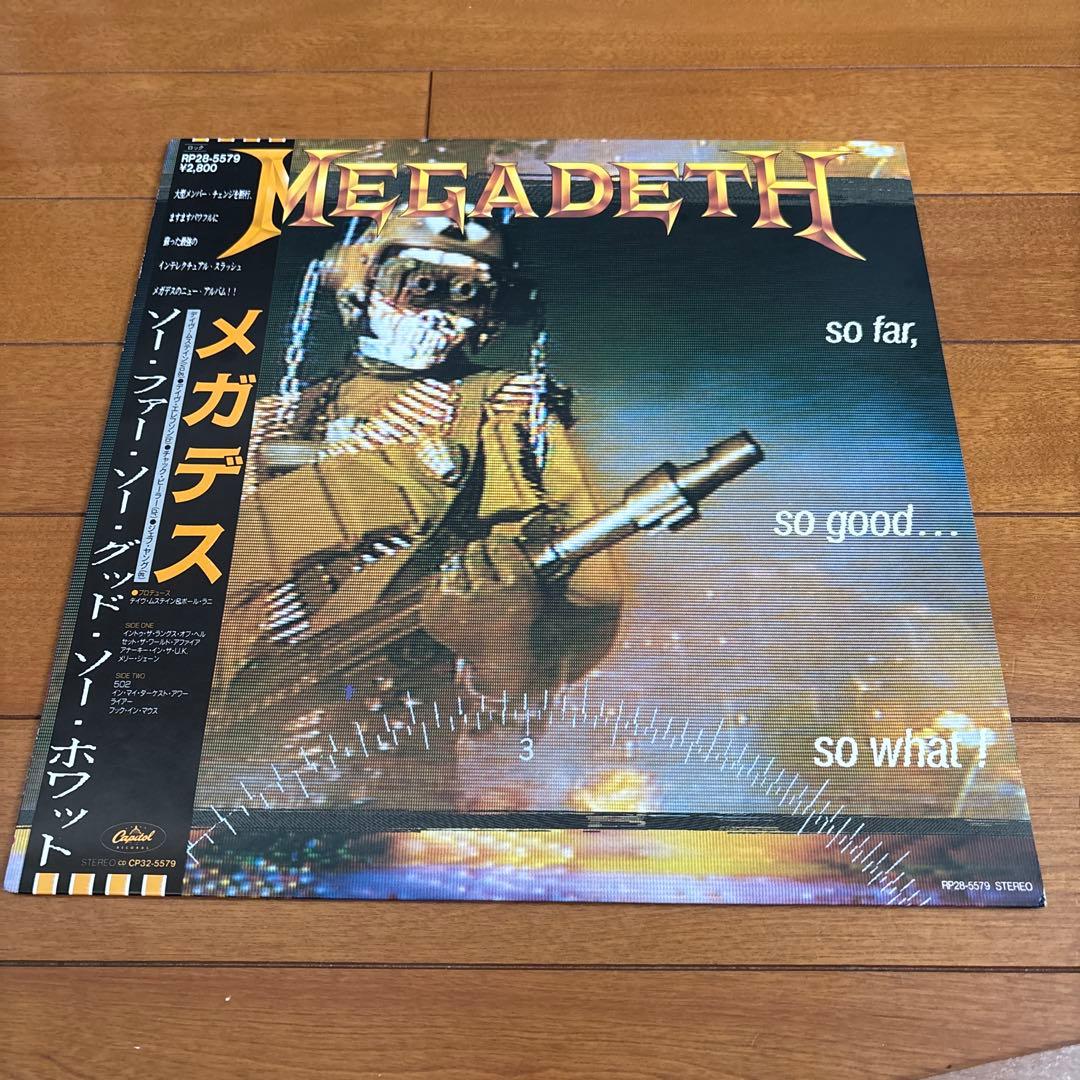 ロック
RP28-5579
¥2,800
大型メンバー・チェンジを断行、
ますますパワフルに
蘇った最強の
インテレクチュアル・スラッシュ
メガデスのニュー・アルバム!!
メガデス
ソー・ファー・ソー・グッド・ソー・ホワット
●プロデュース
デイヴ・ムステイン&ポール・ラニ
SIDE ONE
イントゥ・ザ・ラングス・オブ・ヘル
セット・ザ・ワールド・アファイア
アナーキー・イン・ザ・U.K.
メリー・ジェーン
SIDE TWO
502
イン・マイ・ダーケスト・アワー
ライアー
フック・イン・マウス
Capitol
RECORDS
STEREO CD CP32-5579
MEGADETH
so far,
so good...
so what!
3
RP28-5579 STEREO